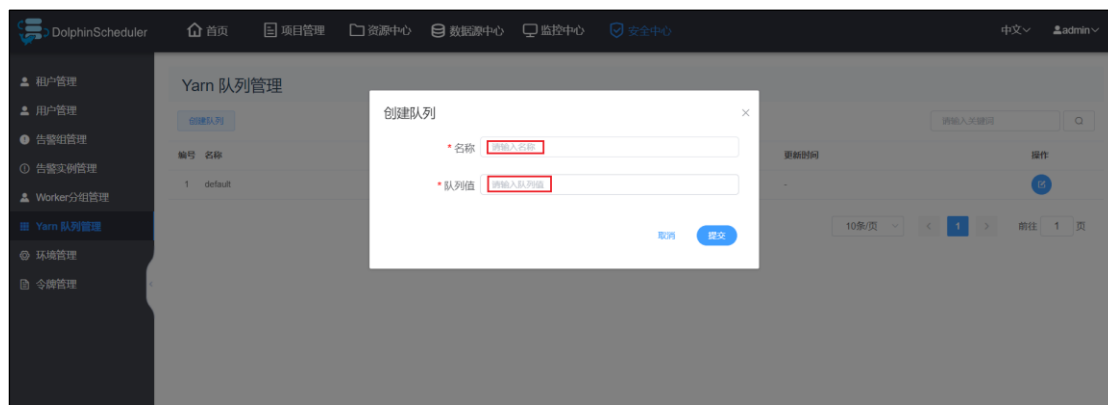 DolphinScheduler 首页 项目管理 资源中心 数据源中心 监控中心 安全中心 中文 admin
租户管理
用户管理
告警组管理
告警实例管理
Worker分组管理
Yarn 队列管理
环境管理
令牌管理
Yarn 队列管理
创建队列 请输入关键词
编号 名称 更新时间 操作
1 default -
10条/页 1 前往 1 页
创建队列
* 名称 请输入名称
* 队列值 请输入队列值
取消 提交